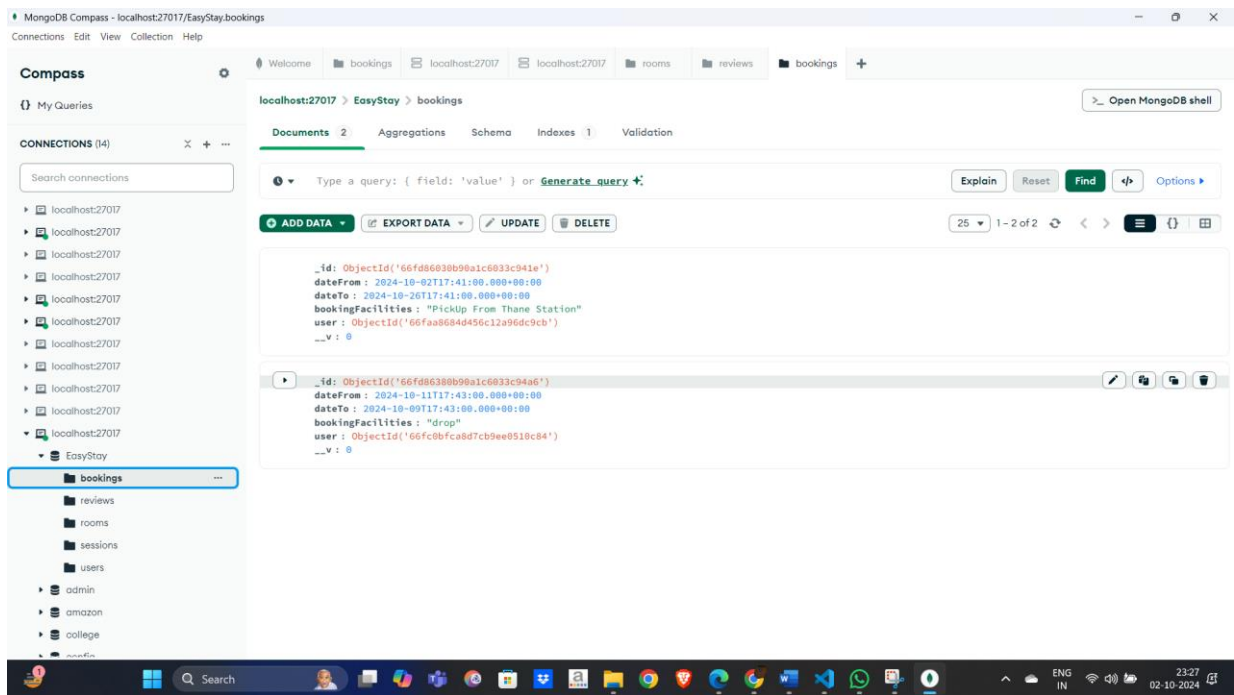 MongoDB Compass - localhost:27017/EasyStay.bookings
Connections Edit View Collection Help
Compass
{} My Queries
CONNECTIONS (14)
Search connections
localhost:27017
localhost:27017
localhost:27017
localhost:27017
localhost:27017
localhost:27017
localhost:27017
localhost:27017
localhost:27017
localhost:27017
localhost:27017
EasyStay
bookings
reviews
rooms
sessions
users
admin
amazon
college
config
Welcome bookings localhost:27017 localhost:27017 rooms reviews bookings +
localhost:27017 > EasyStay > bookings
>_ Open MongoDB shell
Documents 2 Aggregations Schema Indexes 1 Validation
Type a query: { field: 'value' } or Generate query
Explain Reset Find </> Options
ADD DATA EXPORT DATA UPDATE DELETE
25 1 – 2 of 2 {}
_id: ObjectId('66fd86030b90a1c6033c941e')
dateFrom : 2024-10-02T17:41:00.000+00:00
dateTo : 2024-10-26T17:41:00.000+00:00
bookingFacilities : "PickUp From Thane Station"
user : ObjectId('66faa8684d456c12a96dc9cb')
__v : 0
_id: ObjectId('66fd86380b90a1c6033c94a6')
dateFrom : 2024-10-11T17:43:00.000+00:00
dateTo : 2024-10-09T17:43:00.000+00:00
bookingFacilities : "drop"
user : ObjectId('66fc0bfca8d7cb9ee0510c84')
__v : 0
1
Search
ENG
IN
23:27
02-10-2024